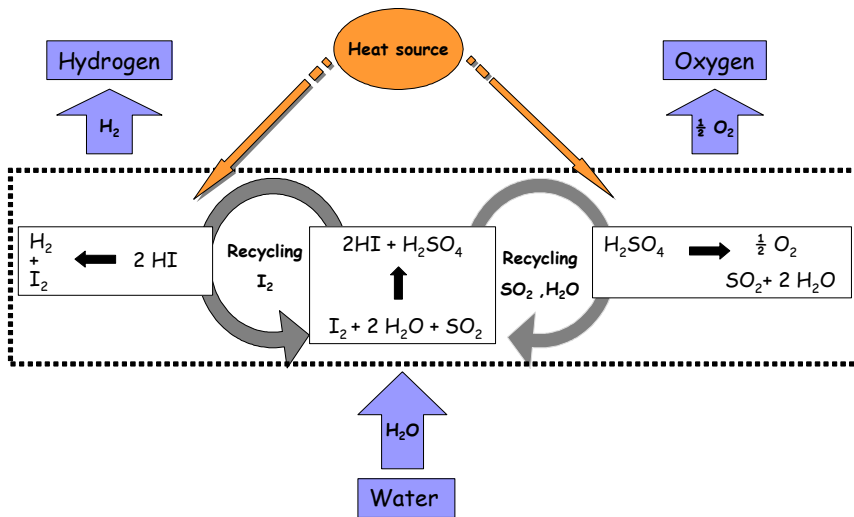 Heat source
Hydrogen
Oxygen
H₂
½ O₂
H₂
+
I₂
2 HI
Recycling
I₂
2HI + H₂SO₄
I₂ + 2 H₂O + SO₂
Recycling
SO₂ ,H₂O
H₂SO₄
½ O₂
SO₂+ 2 H₂O
H₂O
Water